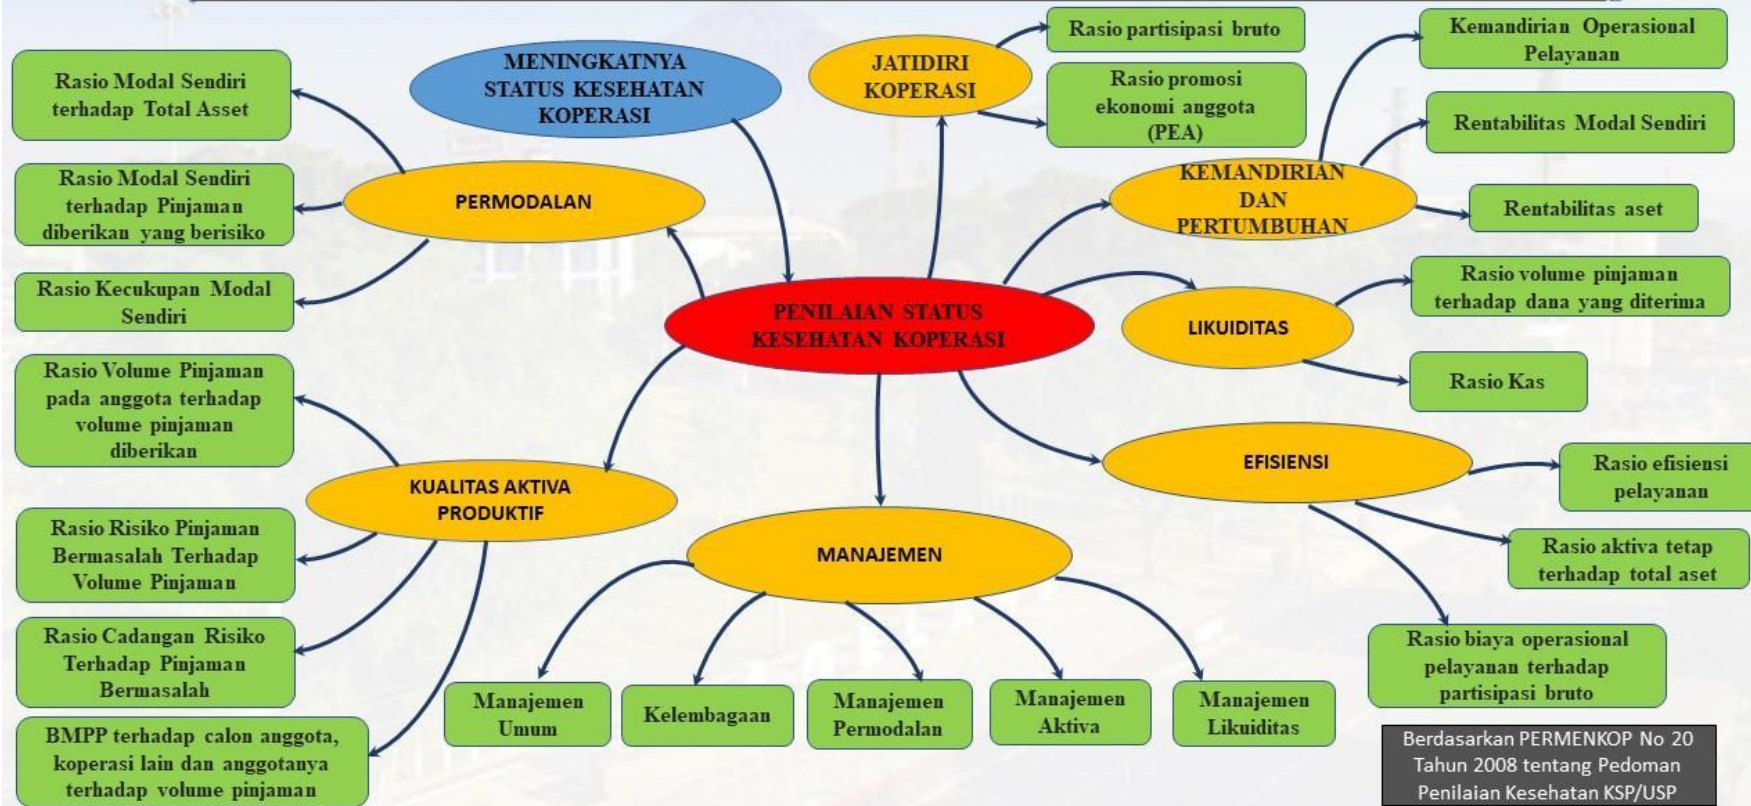 MENINGKATNYA
STATUS KESEHATAN
KOPERASI
PENILAIAN STATUS
KESEHATAN KOPERASI
PERMODALAN
Rasio Modal Sendiri
terhadap Total Asset
Rasio Modal Sendiri
terhadap Pinjaman
diberikan yang berisiko
Rasio Kecukupan Modal
Sendiri
KUALITAS AKTIVA
PRODUKTIF
Rasio Volume Pinjaman
pada anggota terhadap
volume pinjaman
diberikan
Rasio Risiko Pinjaman
Bermasalah Terhadap
Volume Pinjaman
Rasio Cadangan Risiko
Terhadap Pinjaman
Bermasalah
BMPP terhadap calon anggota,
koperasi lain dan anggotanya
terhadap volume pinjaman
MANAJEMEN
Manajemen
Umum
Kelembagaan
Manajemen
Permodalan
Manajemen
Aktiva
Manajemen
Likuiditas
JATIDIRI
KOPERASI
Rasio partisipasi bruto
Rasio promosi
ekonomi anggota
(PEA)
KEMANDIRIAN
DAN
PERTUMBUHAN
Kemandirian Operasional
Pelayanan
Rentabilitas Modal Sendiri
Rentabilitas aset
LIKUIDITAS
Rasio volume pinjaman
terhadap dana yang diterima
Rasio Kas
EFISIENSI
Rasio efisiensi
pelayanan
Rasio aktiva tetap
terhadap total aset
Rasio biaya operasional
pelayanan terhadap
partisipasi bruto
Berdasarkan PERMENKOP No 20
Tahun 2008 tentang Pedoman
Penilaian Kesehatan KSP/USP